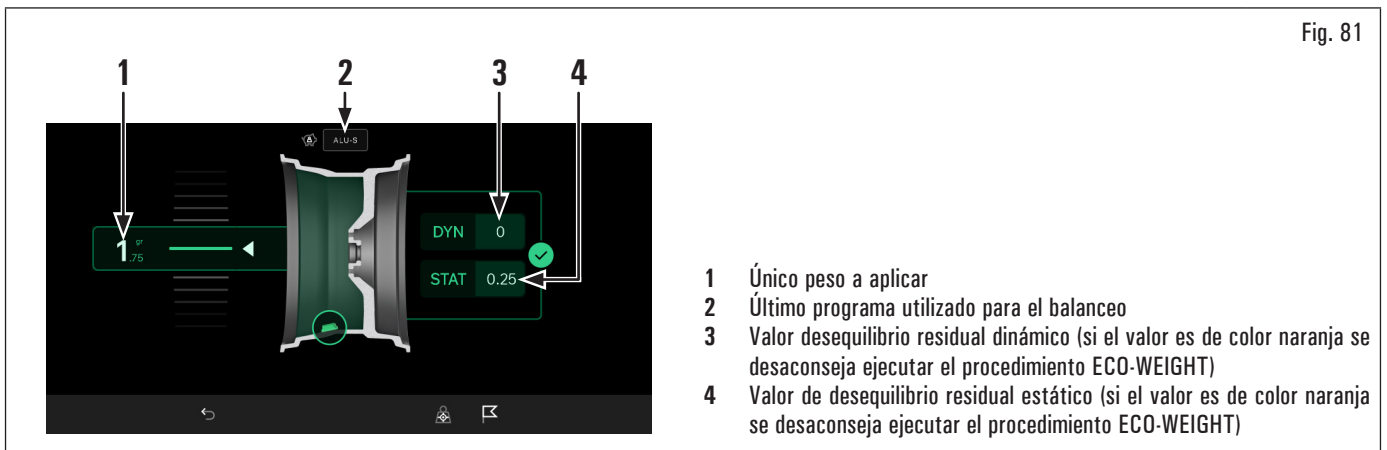 Fig. 81
1 2 3 4
ALU-S
1 gr .75
DYN 0
STAT 0.25
1 Único peso a aplicar
2 Último programa utilizado para el balanceo
3 Valor desequilibrio residual dinámico (si el valor es de color naranja se
desaconseja ejecutar el procedimiento ECO-WEIGHT)
4 Valor de desequilibrio residual estático (si el valor es de color naranja
se desaconseja ejecutar el procedimiento ECO-WEIGHT)